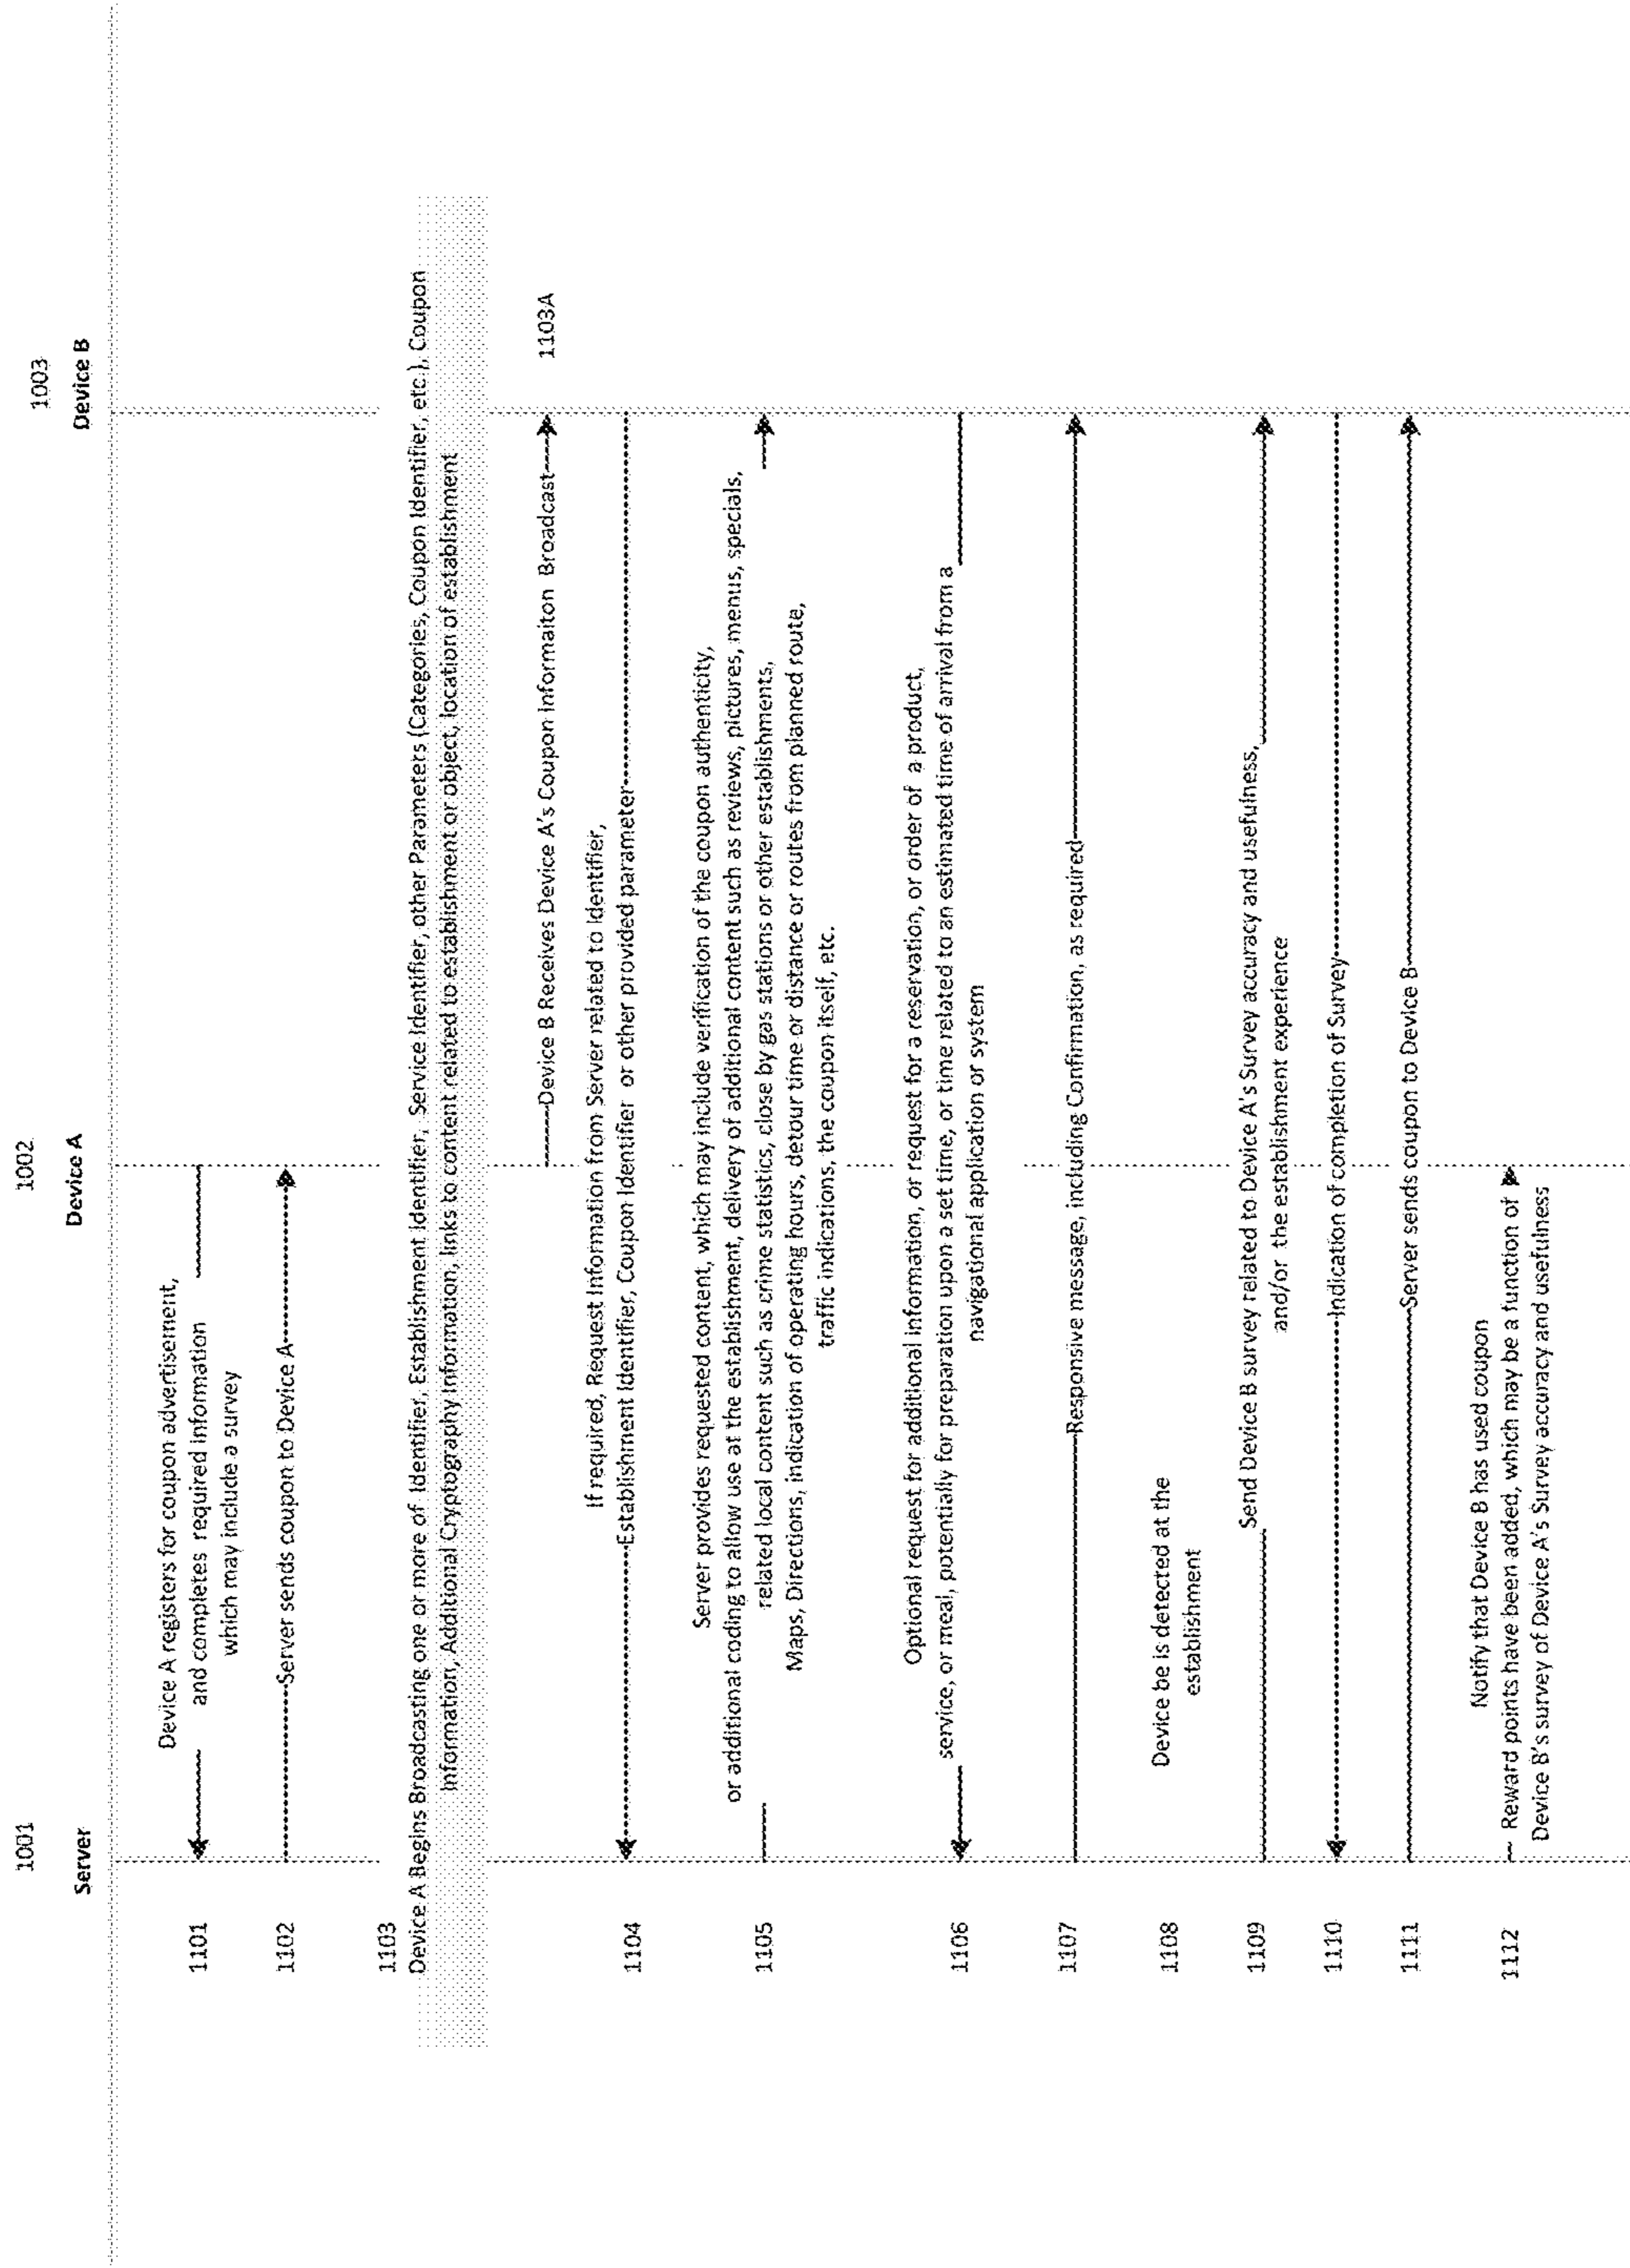 1001
1002
1003
Server
Device A
Device B
1101
Device A registers for coupon advertisement,
and completes required information
which may include a survey
1102
Server sends coupon to Device A
1103
Device A Begins Broadcasting one or more of Identifier, Establishment Identifier, Service Identifier, other Parameters (Categories, Coupon Identifier, etc.), Coupon
Information, Additional Cryptography Information, links to content related to establishment or object, location of establishment
Device B Receives Device A's Coupon Informaiton Broadcast
1103A
If required, Request Information from Server related to Identifier,
1104
Establishment Identifier, Coupon Identifier or other provided parameter
Server provides requested content, which may include verification of the coupon authenticity,
or additional coding to allow use at the establishment, delivery of additional content such as reviews, pictures, menus, specials,
1105
related local content such as crime statistics, close by gas stations or other establishments,
Maps, Directions, indication of operating hours, detour time or distance or routes from planned route,
traffic indications, the coupon itself, etc.
Optional request for additional information, or request for a reservation, or order of a product,
1106
service, or meal, potentially for preparation upon a set time, or time related to an estimated time of arrival from a
navigational application or system
1107
Responsive message, including Confirmation, as required
1108
Device be is detected at the
establishment
1109
Send Device B survey related to Device A's Survey accuracy and usefulness,
and/or the establishment experience
1110
Indication of completion of Survey
1111
Server sends coupon to Device B
Notify that Device B has used coupon
1112
Reward points have been added, which may be a function of
Device B's survey of Device A's Survey accuracy and usefulness